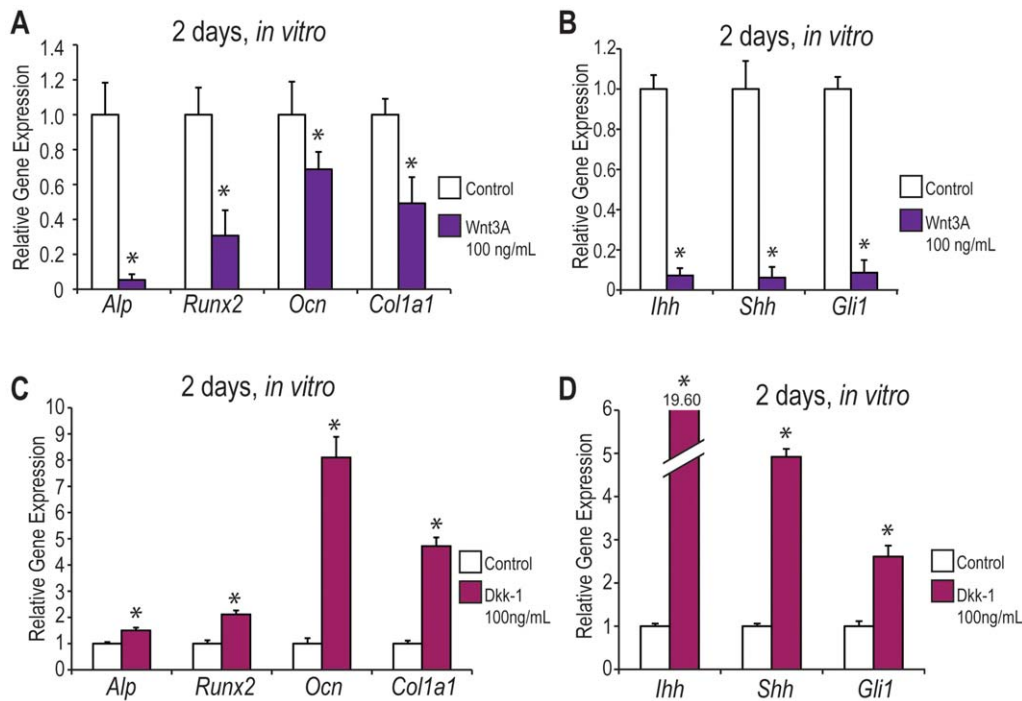 A
2 days, in vitro
Relative Gene Expression
1.4
1.2
1.0
0.8
0.6
0.4
0.2
0
*
*
*
*
Alp Runx2 Ocn Col1a1
Control
Wnt3A
100 ng/mL
B
2 days, in vitro
Relative Gene Expression
1.2
1.0
0.8
0.6
0.4
0.2
0
*
*
*
Ihh Shh Gli1
Control
Wnt3A
100 ng/mL
C
2 days, in vitro
Relative Gene Expression
10
9
8
7
6
5
4
3
2
1
0
*
*
*
*
Alp Runx2 Ocn Col1a1
Control
Dkk-1
100ng/mL
D
2 days, in vitro
Relative Gene Expression
6
5
4
3
2
1
0
*
19.60
*
*
Ihh Shh Gli1
Control
Dkk-1
100ng/mL